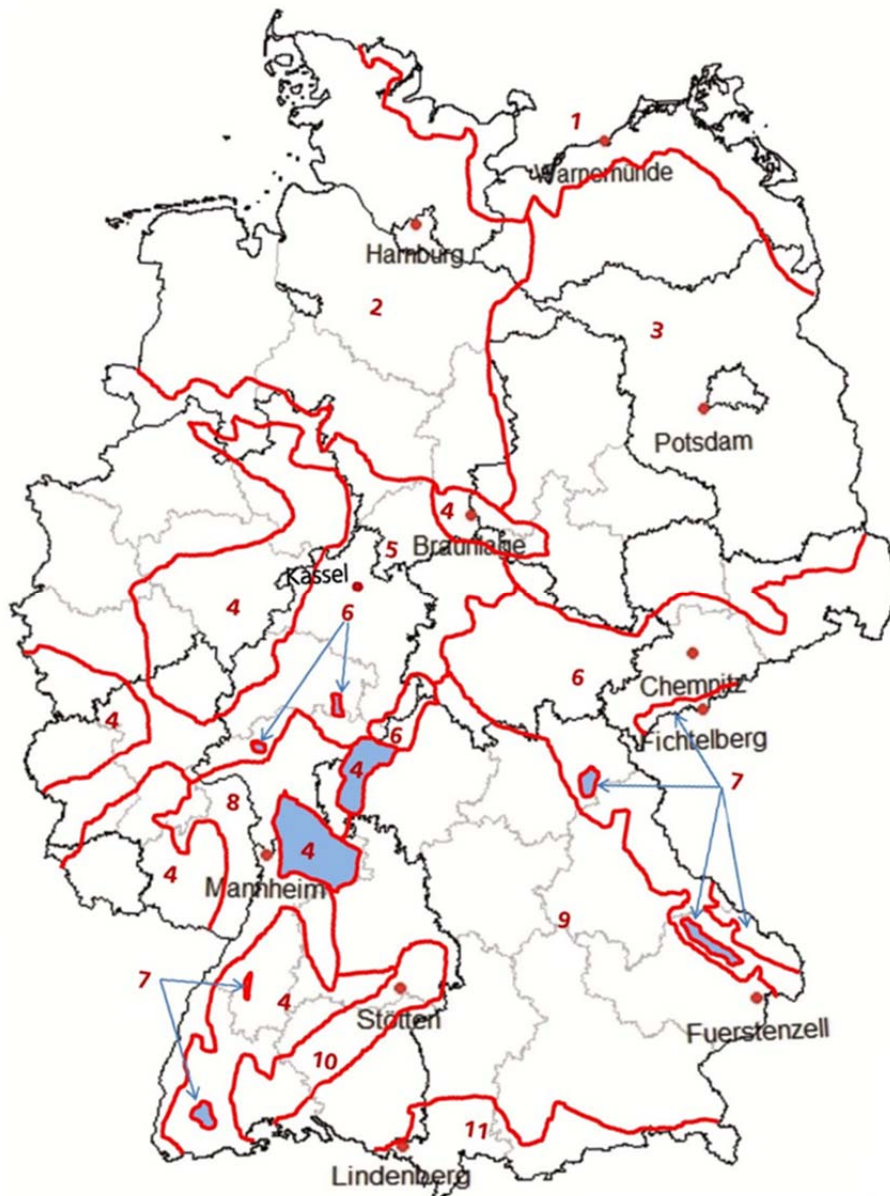 1
Warnemünde
Hamburg
2
3
Potsdam
4
Braunlage
5
Kassel
4
6
6
Chemnitz
4
6
Fichtelberg
4
7
8
4
4
Mannheim
9
7
4
Stötten
Fuerstenzell
10
11
Lindenberg